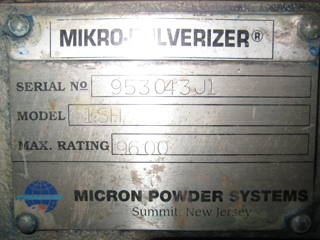 MIKRO-PULVERIZER®
SERIAL Nº 953043J1
MODEL 1SH
MAX. RATING 9600
MICRON POWDER SYSTEMS
Summit, New Jersey